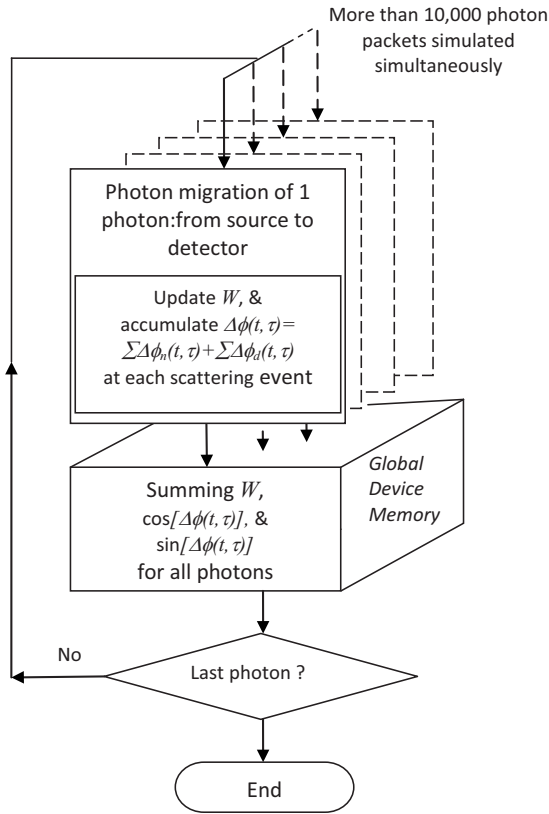 More than 10,000 photon
packets simulated
simultaneously
Photon migration of 1
photon:from source to
detector
Update W, &
accumulate Δϕ(t, τ)=
∑Δϕn(t, τ)+∑Δϕd(t, τ)
at each scattering event
Global
Device
Memory
Summing W,
cos[Δϕ(t, τ)], &
sin[Δϕ(t, τ)]
for all photons
No
Last photon ?
End